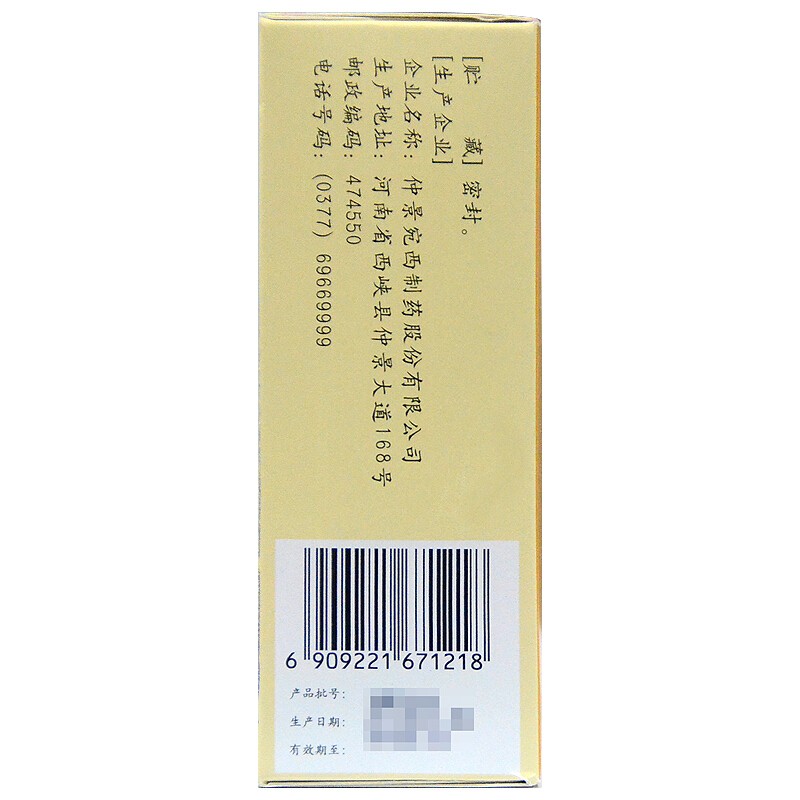 [贮 藏] 密封。
[生产企业]
企业名称: 仲景宛西制药股份有限公司
生产地址: 河南省西峡县仲景大道168号
邮政编码: 474550
电话号码: (0377) 69669999
6 909221 671218
产品批号:
生产日期:
有效期至: